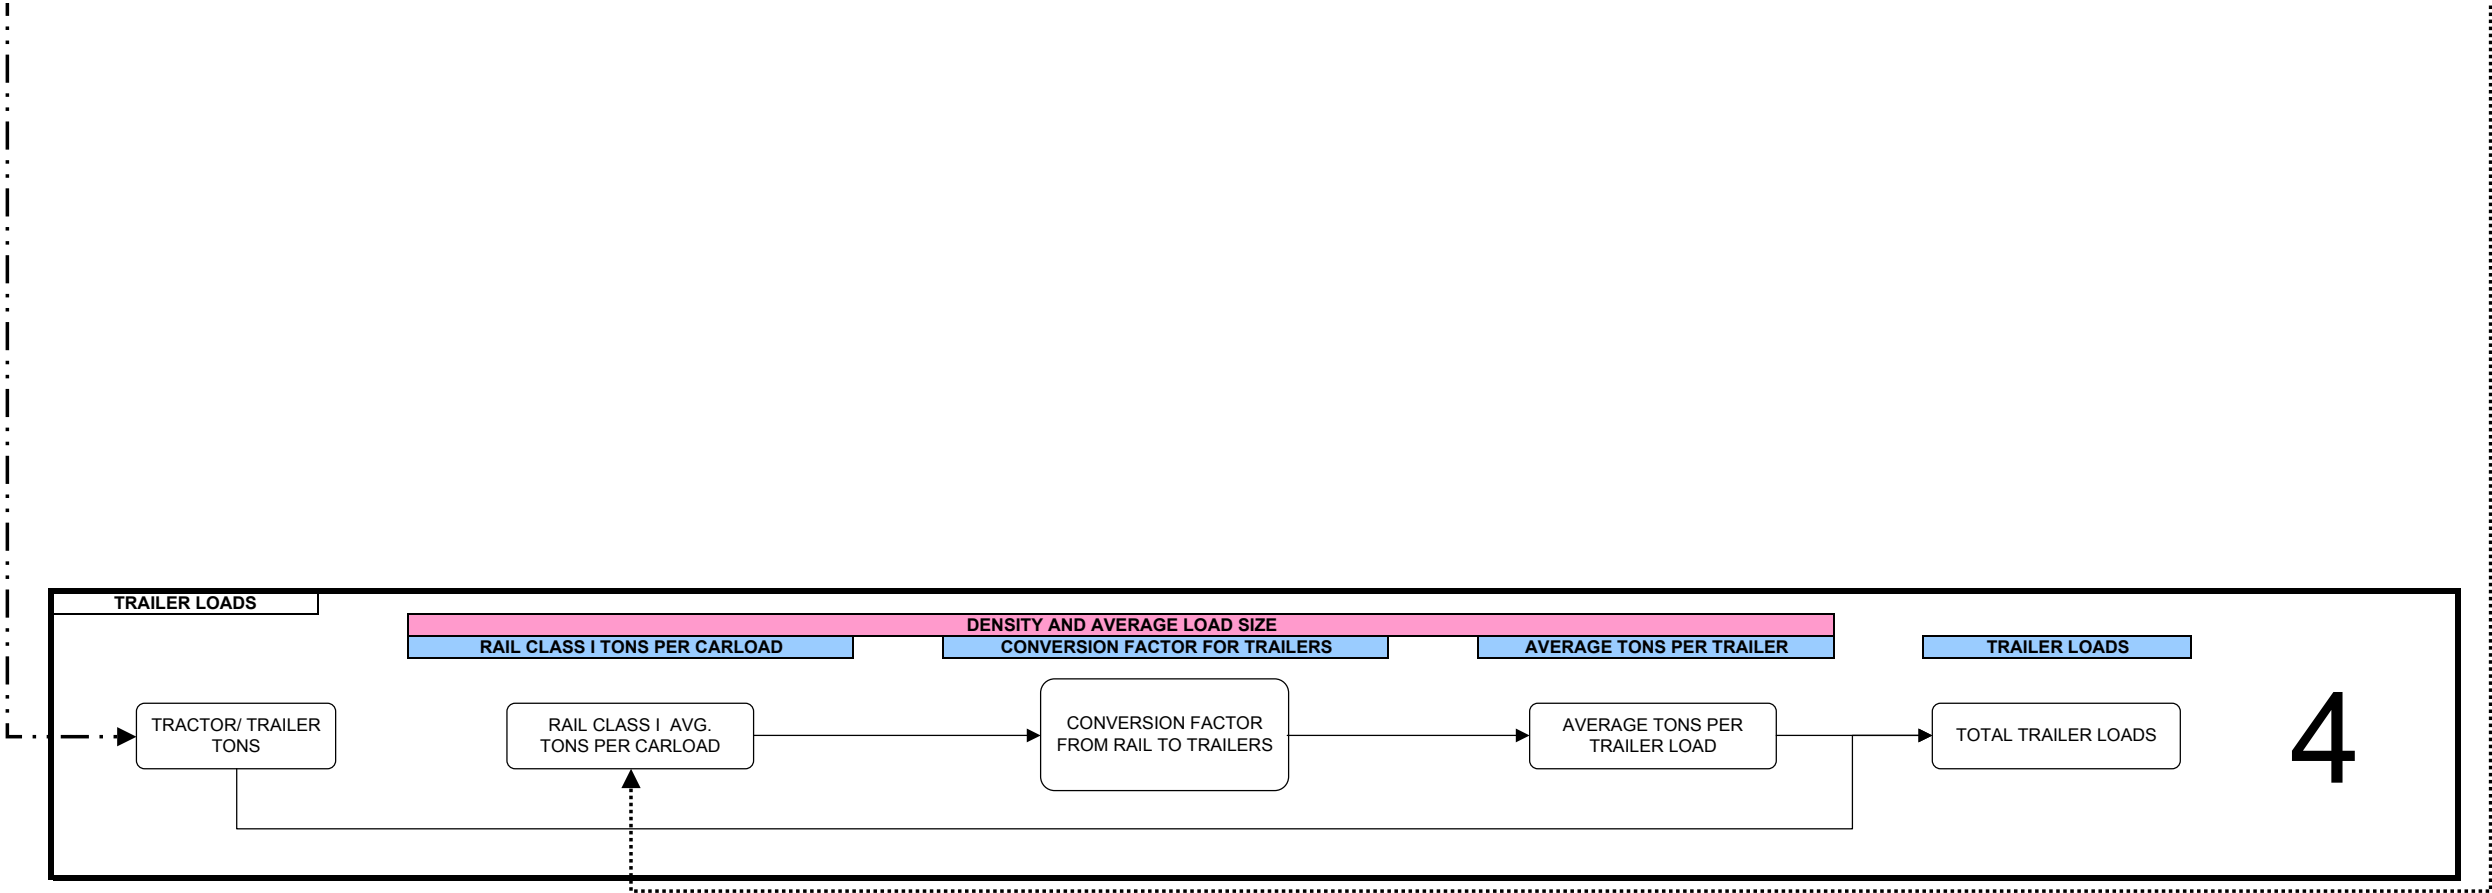 TRAILER LOADS
DENSITY AND AVERAGE LOAD SIZE
RAIL CLASS I TONS PER CARLOAD
CONVERSION FACTOR FOR TRAILERS
AVERAGE TONS PER TRAILER
TRAILER LOADS
TRACTOR/ TRAILER
TONS
RAIL CLASS I  AVG.
TONS PER CARLOAD
CONVERSION FACTOR
FROM RAIL TO TRAILERS
AVERAGE TONS PER
TRAILER LOAD
TOTAL TRAILER LOADS
4